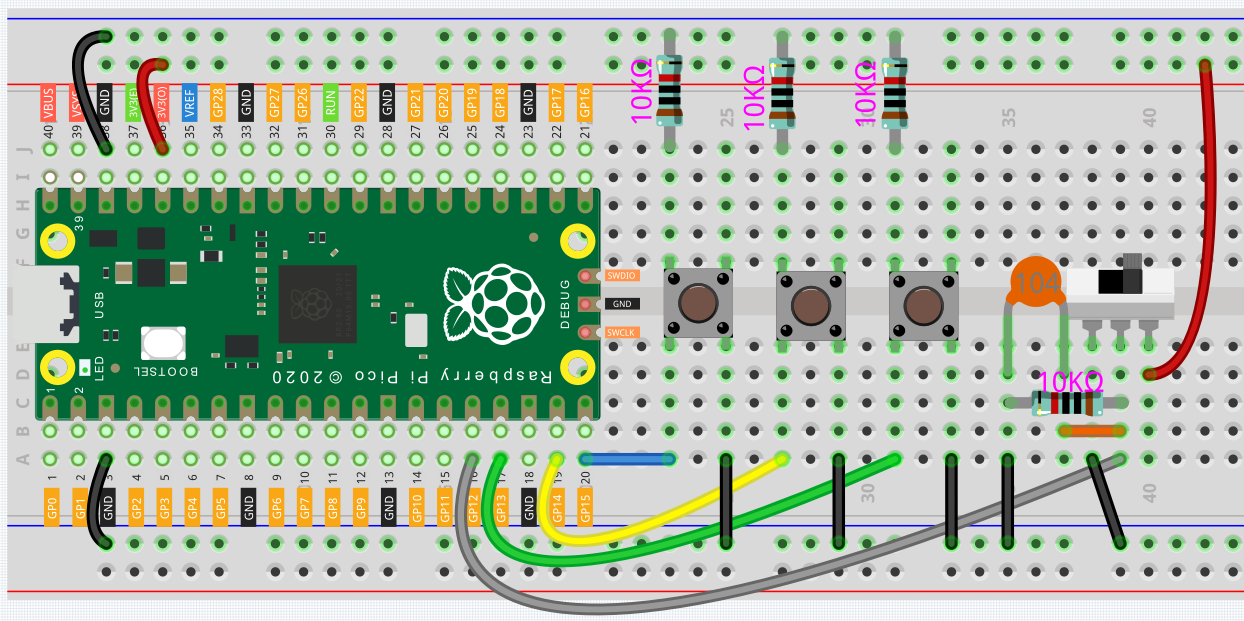 10KΩ
10KΩ
10KΩ
VBUS
VSYS
GND
3V3(E)
3V3(O)
VREF
GP28
GND
GP27
GP26
RUN
GP22
GND
GP21
GP20
GP19
GP18
GND
GP17
GP16
40 39 38 37 36 35 34 33 32 31 30 29 28 27 26 25 24 23 22 21
25
30
35
40
J
I
H
G
F
39
USB
DEBUG
SWDIO
GND
SWCLK
104
E
D
C
B
A
LED
BOOTSEL
Raspberry Pi Pico © 2020
1
2
10KΩ
1 2 3 4 5 6 7 8 9 10 11 12 13 14 15 16 17 18 19 20
GP0
GP1
GND
GP2
GP3
GP4
GP5
GND
GP6
GP7
GP8
GP9
GND
GP10
GP11
GP12
GP13
GND
GP14
GP15
30
40